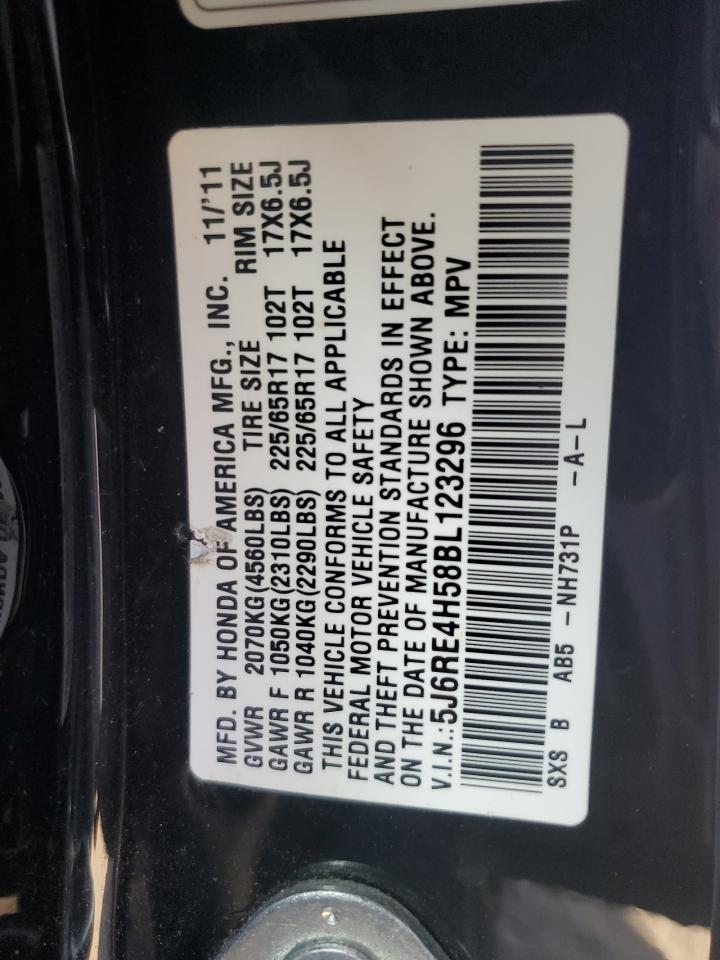 MFD. BY HONDA OF AMERICA MFG., INC. 11/'11
GVWR 2070KG(4560LBS) TIRE SIZE RIM SIZE
GAWR F 1050KG(2310LBS) 225/65R17 102T 17X6.5J
GAWR R 1040KG(2290LBS) 225/65R17 102T 17X6.5J
THIS VEHICLE CONFORMS TO ALL APPLICABLE
FEDERAL MOTOR VEHICLE SAFETY
AND THEFT PREVENTION STANDARDS IN EFFECT
ON THE DATE OF MANUFACTURE SHOWN ABOVE.
V.I.N.:5J6RE4H58BL123296 TYPE: MPV
SXS B AB5 -NH731P -A-L